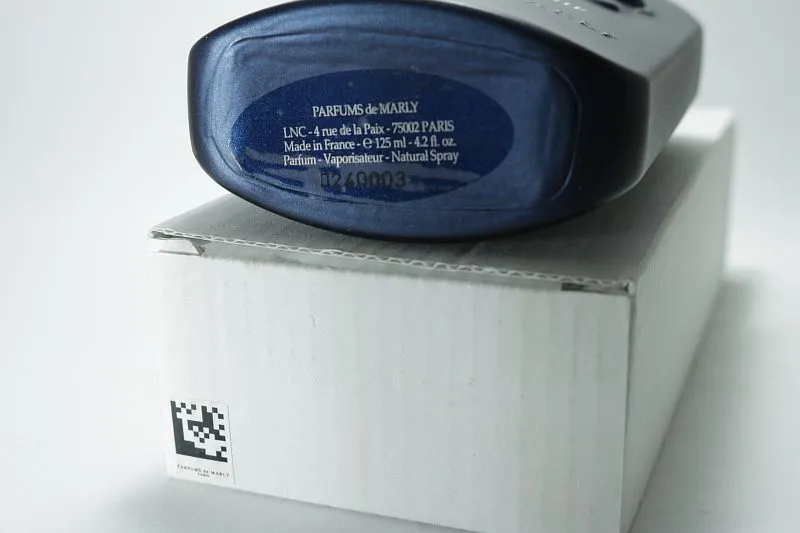 PARFUMS de MARLY
LNC - 4 rue de la Paix - 75002 PARIS
Made in France - ℮ 125 ml - 4.2 fl. oz.
Parfum - Vaporisateur - Natural Spray
0240003
PARFUMS de MARLY
PARIS